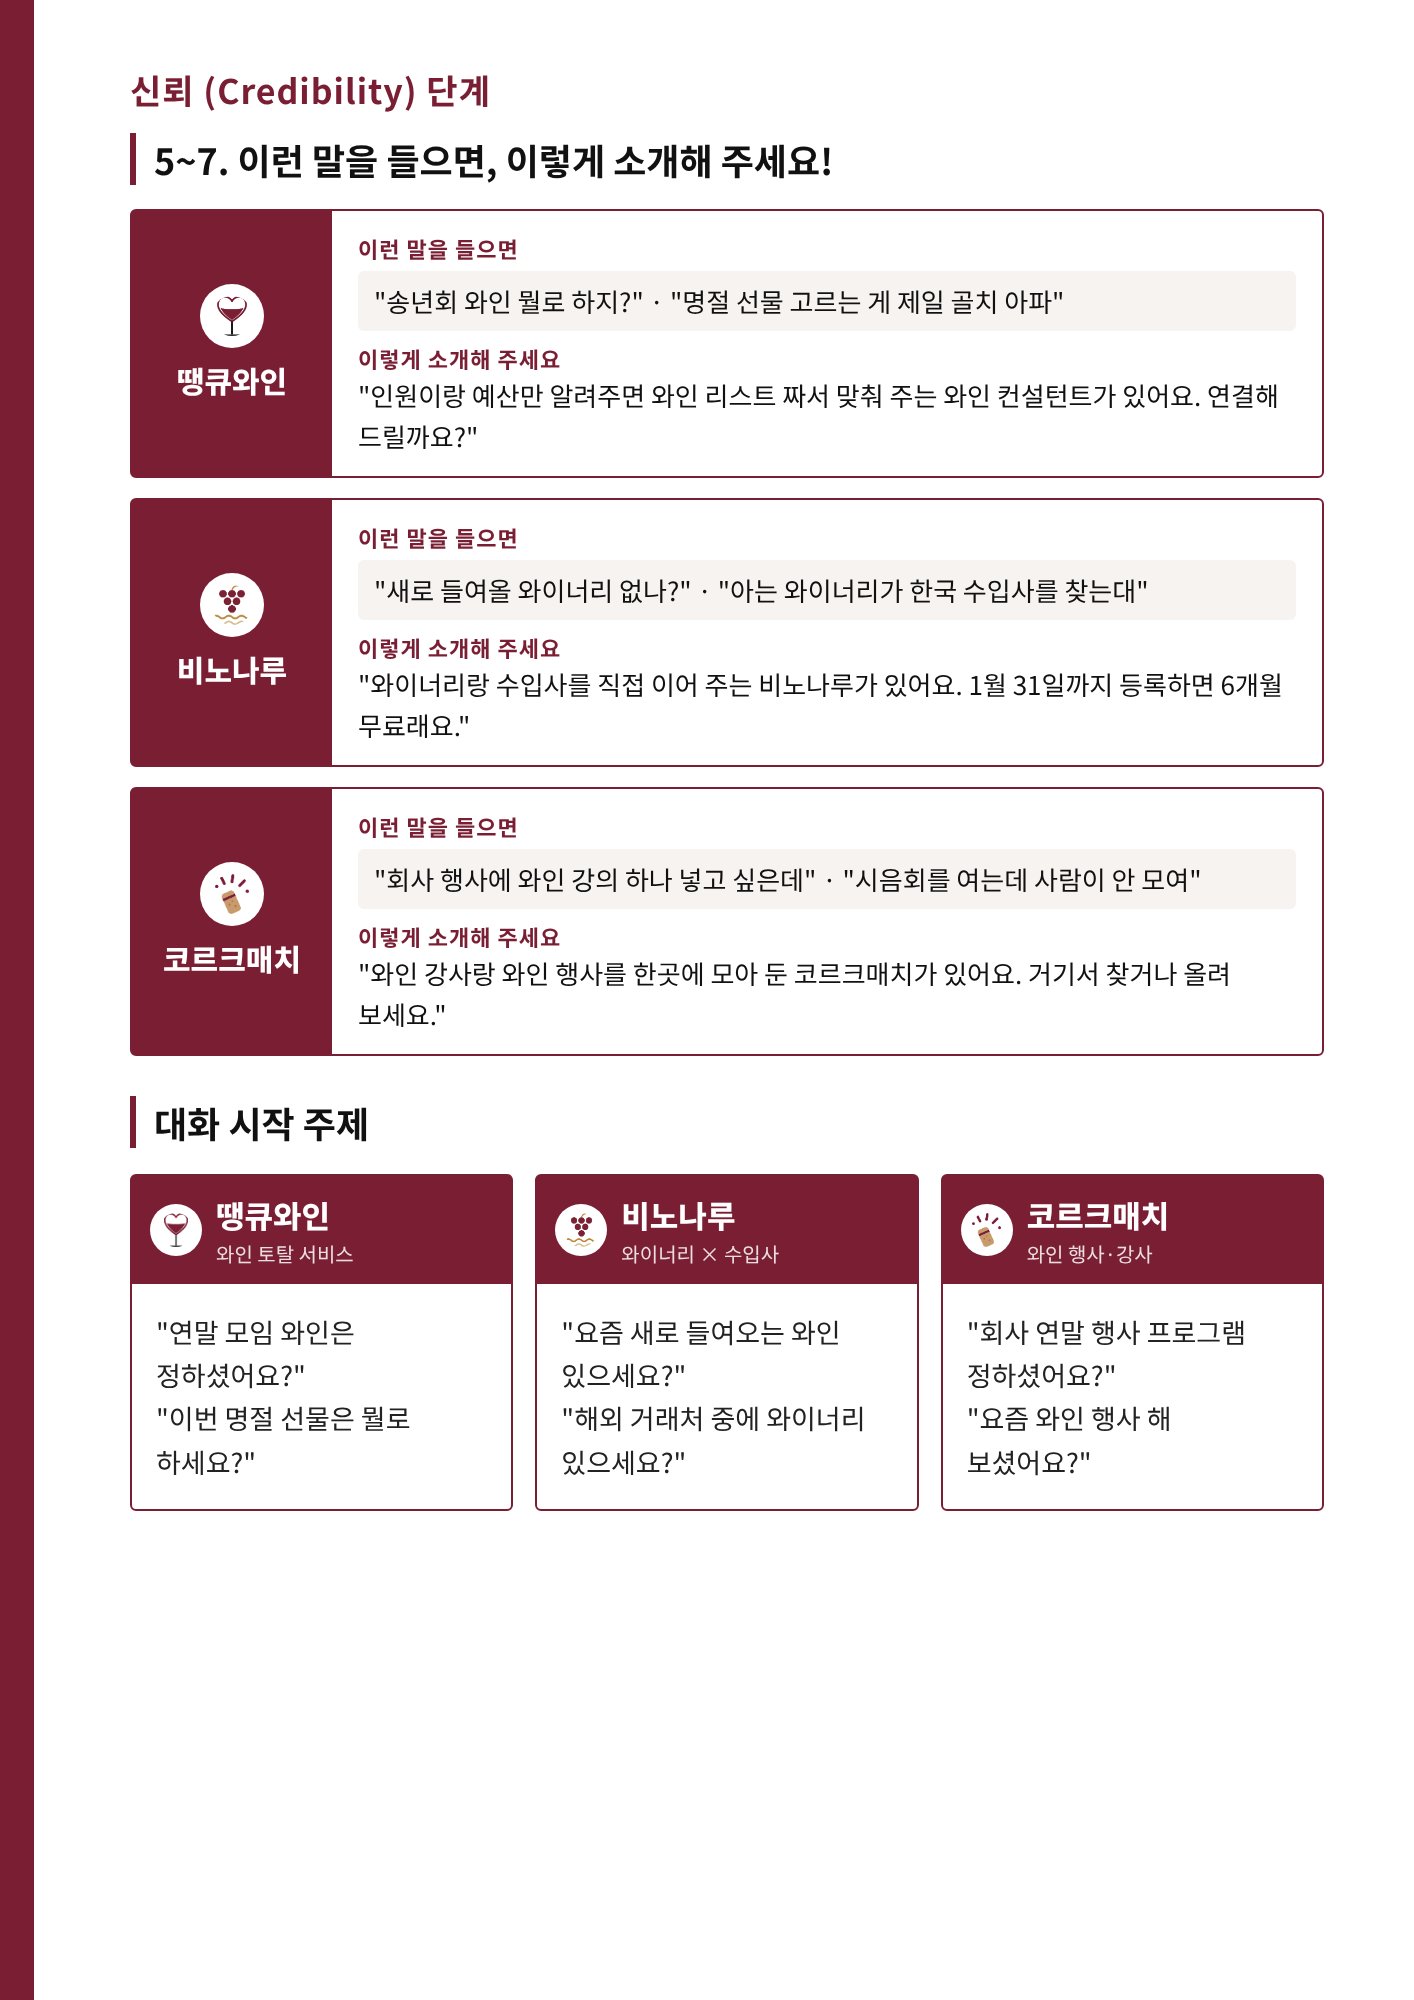 신뢰 (Credibility) 단계
5~7. 이런 말을 들으면, 이렇게 소개해 주세요!
땡큐와인
이런 말을 들으면
"송년회 와인 뭘로 하지?" · "명절 선물 고르는 게 제일 골치 아파"
이렇게 소개해 주세요
"인원이랑 예산만 알려주면 와인 리스트 짜서 맞춰 주는 와인 컨설턴트가 있어요. 연결해
드릴까요?"
비노나루
이런 말을 들으면
"새로 들여올 와이너리 없나?" · "아는 와이너리가 한국 수입사를 찾는대"
이렇게 소개해 주세요
"와이너리랑 수입사를 직접 이어 주는 비노나루가 있어요. 1월 31일까지 등록하면 6개월
무료래요."
코르크매치
이런 말을 들으면
"회사 행사에 와인 강의 하나 넣고 싶은데" · "시음회를 여는데 사람이 안 모여"
이렇게 소개해 주세요
"와인 강사랑 와인 행사를 한곳에 모아 둔 코르크매치가 있어요. 거기서 찾거나 올려
보세요."
대화 시작 주제
땡큐와인
와인 토탈 서비스
"연말 모임 와인은
정하셨어요?"
"이번 명절 선물은 뭘로
하세요?"
비노나루
와이너리 × 수입사
"요즘 새로 들여오는 와인
있으세요?"
"해외 거래처 중에 와이너리
있으세요?"
코르크매치
와인 행사·강사
"회사 연말 행사 프로그램
정하셨어요?"
"요즘 와인 행사 해
보셨어요?"